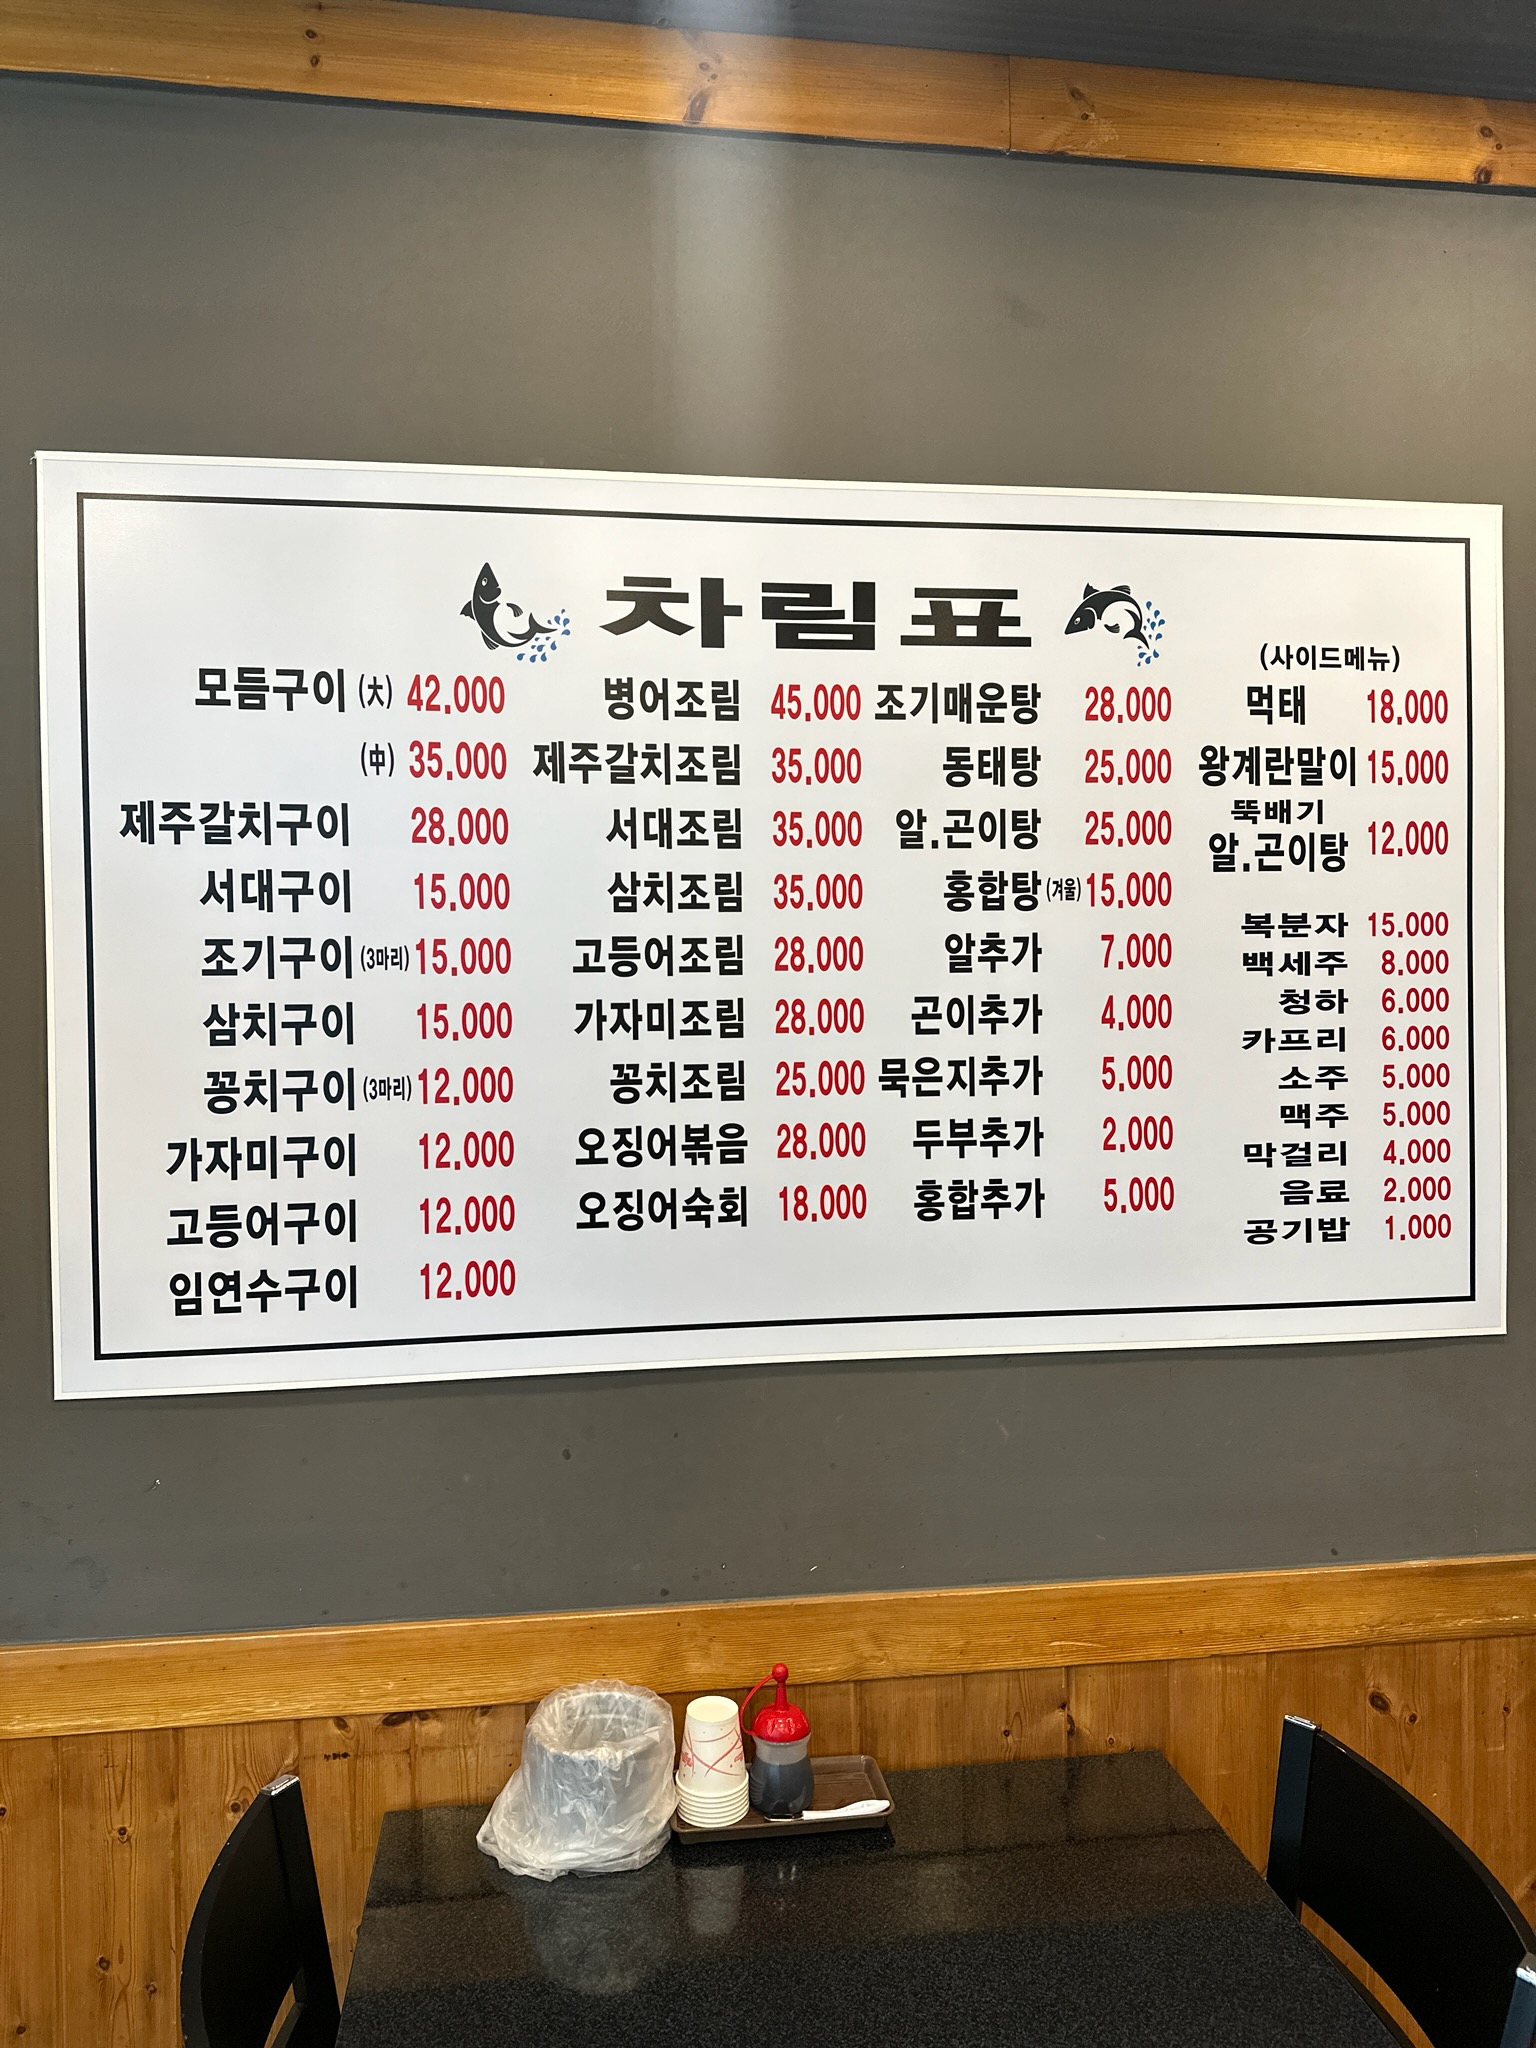 차림표
모듬구이 (大) 42.000
(中) 35.000
제주갈치구이 28.000
서대구이 15.000
조기구이 (3마리) 15.000
삼치구이 15.000
꽁치구이 (3마리) 12.000
가자미구이 12.000
고등어구이 12.000
임연수구이 12.000
병어조림 45.000
제주갈치조림 35.000
서대조림 35.000
삼치조림 35.000
고등어조림 28.000
가자미조림 28.000
꽁치조림 25.000
오징어볶음 28.000
오징어숙회 18.000
조기매운탕 28.000
동태탕 25.000
알.곤이탕 25.000
홍합탕 (겨울) 15.000
알추가 7.000
곤이추가 4.000
묵은지추가 5.000
두부추가 2.000
홍합추가 5.000
(사이드메뉴)
먹태 18.000
왕계란말이 15.000
뚝배기
알.곤이탕 12.000
복분자 15.000
백세주 8.000
청하 6.000
카프리 6.000
소주 5.000
맥주 5.000
막걸리 4.000
음료 2.000
공기밥 1.000